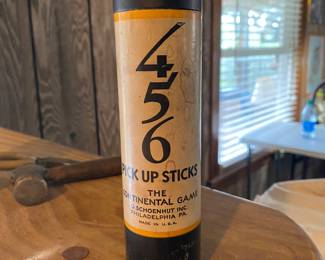 4
5
6
PICK UP STICKS
THE
CONTINENTAL GAME
O. SCHOENHUT INC.
PHILADELPHIA PA.
MADE IN U.S.A.